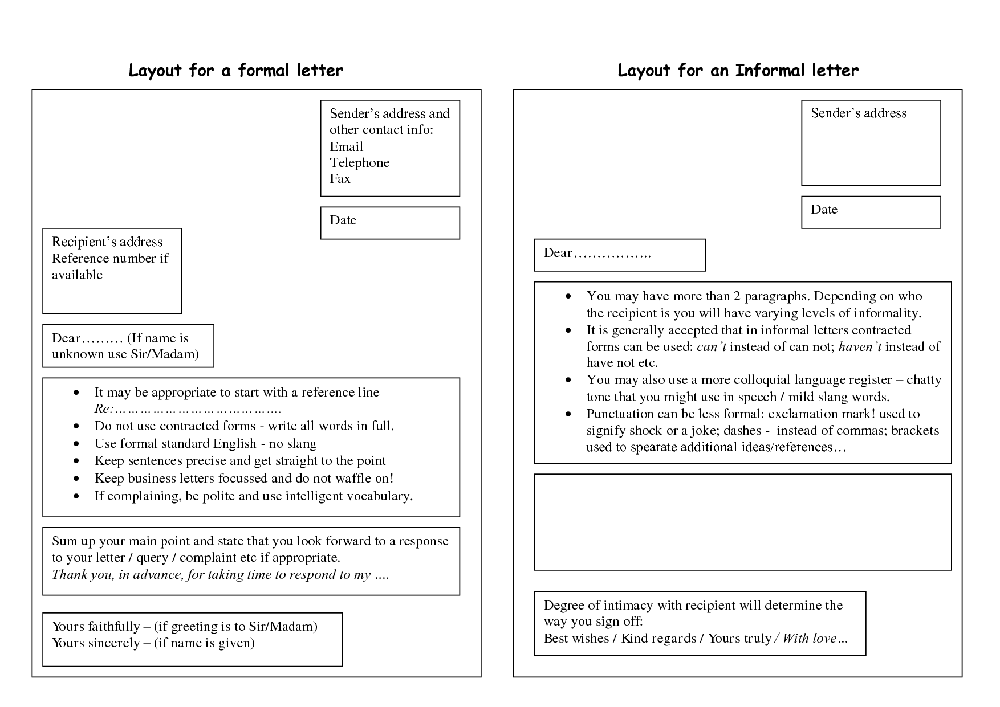 Layout for a formal letter
Sender’s address and
other contact info:
Email
Telephone
Fax
Date
Recipient’s address
Reference number if
available
Dear……… (If name is
unknown use Sir/Madam)
• It may be appropriate to start with a reference line
Re:………………………………….
• Do not use contracted forms - write all words in full.
• Use formal standard English - no slang
• Keep sentences precise and get straight to the point
• Keep business letters focussed and do not waffle on!
• If complaining, be polite and use intelligent vocabulary.
Sum up your main point and state that you look forward to a response
to your letter / query / complaint etc if appropriate.
Thank you, in advance, for taking time to respond to my ….
Yours faithfully – (if greeting is to Sir/Madam)
Yours sincerely – (if name is given)
Layout for an Informal letter
Sender’s address
Date
Dear……………..
• You may have more than 2 paragraphs. Depending on who
the recipient is you will have varying levels of informality.
• It is generally accepted that in informal letters contracted
forms can be used: can’t instead of can not; haven’t instead of
have not etc.
• You may also use a more colloquial language register – chatty
tone that you might use in speech / mild slang words.
• Punctuation can be less formal: exclamation mark! used to
signify shock or a joke; dashes -  instead of commas; brackets
used to spearate additional ideas/references…
Degree of intimacy with recipient will determine the
way you sign off:
Best wishes / Kind regards / Yours truly / With love…